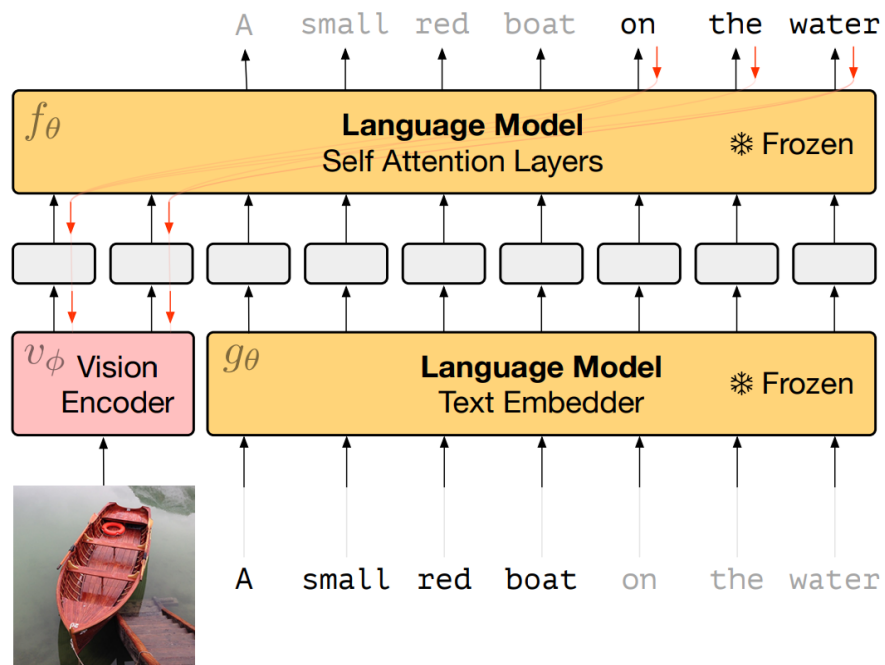 A small red boat on the water
fθ
Language Model
Self Attention Layers
❄ Frozen
vϕ
Vision
Encoder
gθ
Language Model
Text Embedder
❄ Frozen
A small red boat on the water